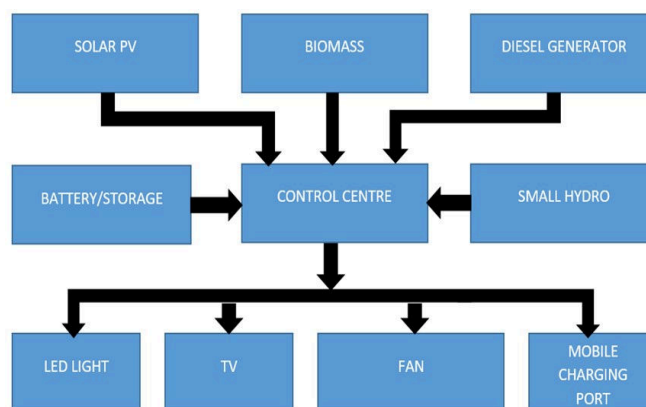 SOLAR PV
BIOMASS
DIESEL GENERATOR
BATTERY/STORAGE
CONTROL CENTRE
SMALL HYDRO
LED LIGHT
TV
FAN
MOBILE
CHARGING
PORT